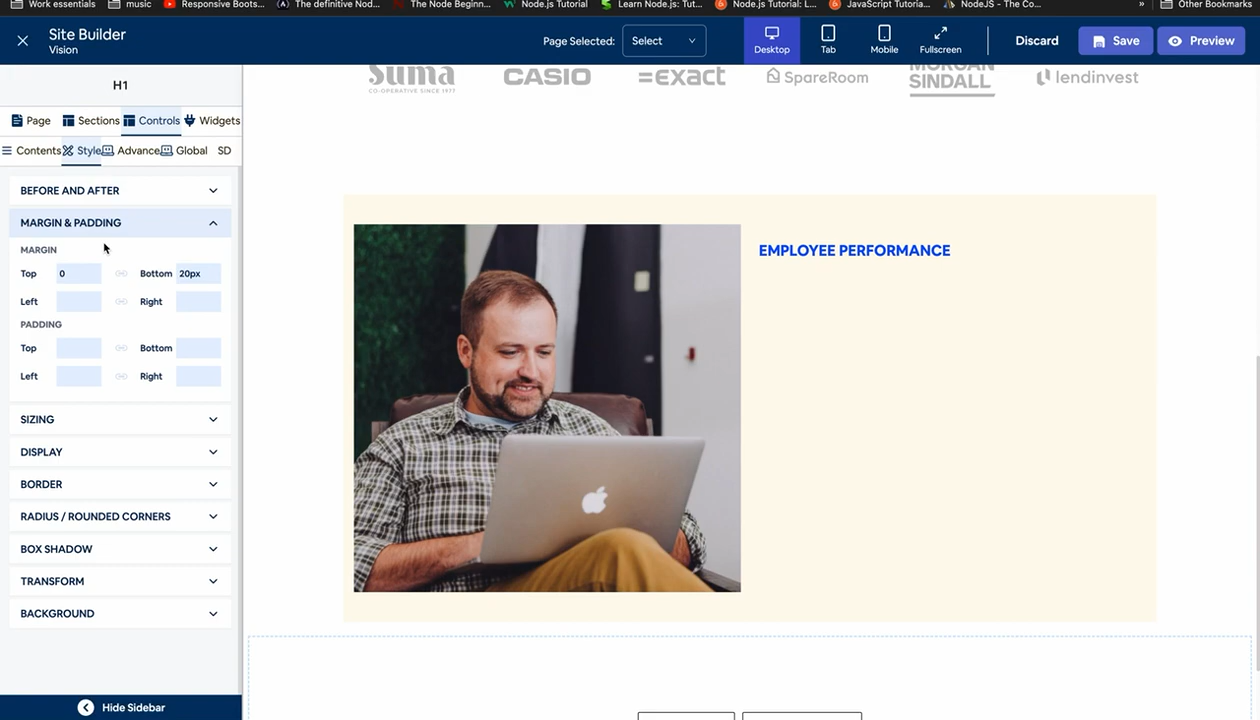 Work essentials music Responsive Boots... The definitive Nod... The Node Beginn... Node.js Tutorial Learn Node.js: Tut... Node.js Tutorial: L... JavaScript Tutoria... NodeJS - The Co... » Other Bookmarks
Site Builder
Vision
Page Selected: Select
Desktop Tab Mobile Fullscreen
Discard Save Preview
H1
Page Sections Controls Widgets
Contents Style Advance Global SD
BEFORE AND AFTER
MARGIN & PADDING
MARGIN
Top 0 Bottom 20px
Left Right
PADDING
Top Bottom
Left Right
SIZING
DISPLAY
BORDER
RADIUS / ROUNDED CORNERS
BOX SHADOW
TRANSFORM
BACKGROUND
Hide Sidebar
suma
CO-OPERATIVE SINCE 1977
CASIO
=EXACT
SpareRoom
MORGAN
SINDALL
lendinvest
EMPLOYEE PERFORMANCE